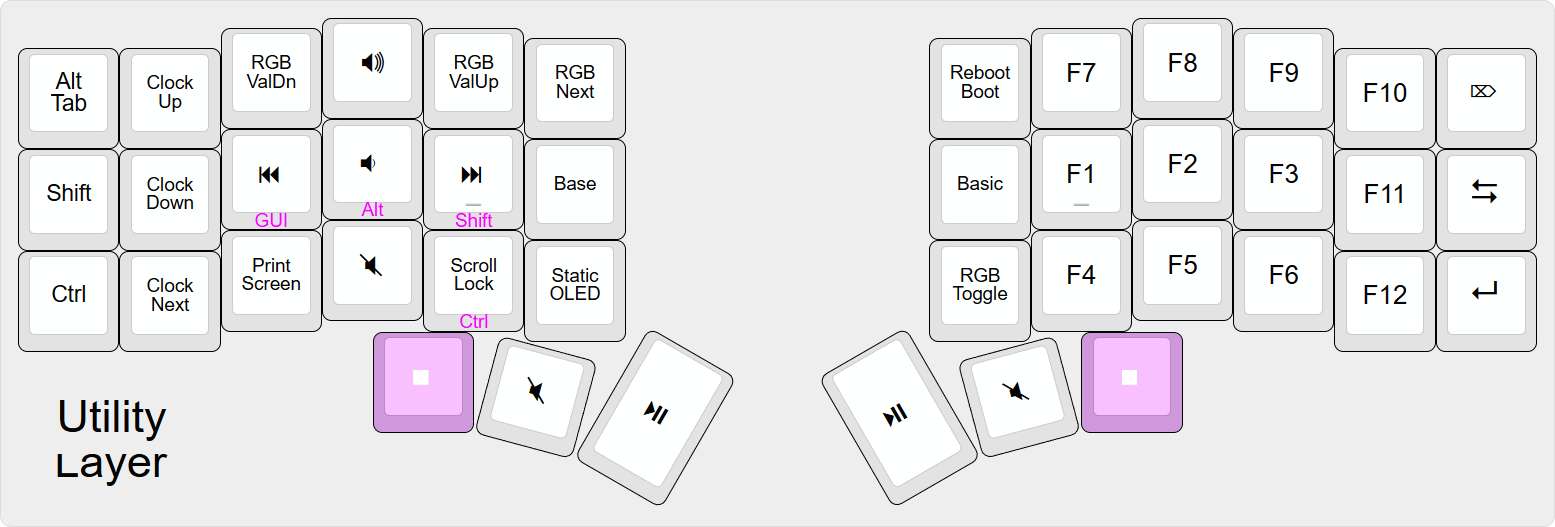 Alt
Tab
Clock
Up
RGB
ValDn
RGB
ValUp
RGB
Next
Shift
Clock
Down
GUI
Alt
Shift
Base
Ctrl
Clock
Next
Print
Screen
Scroll
Lock
Ctrl
Static
OLED
Reboot
Boot
F7
F8
F9
F10
Basic
F1
F2
F3
F11
RGB
Toggle
F4
F5
F6
F12
Utility
Layer